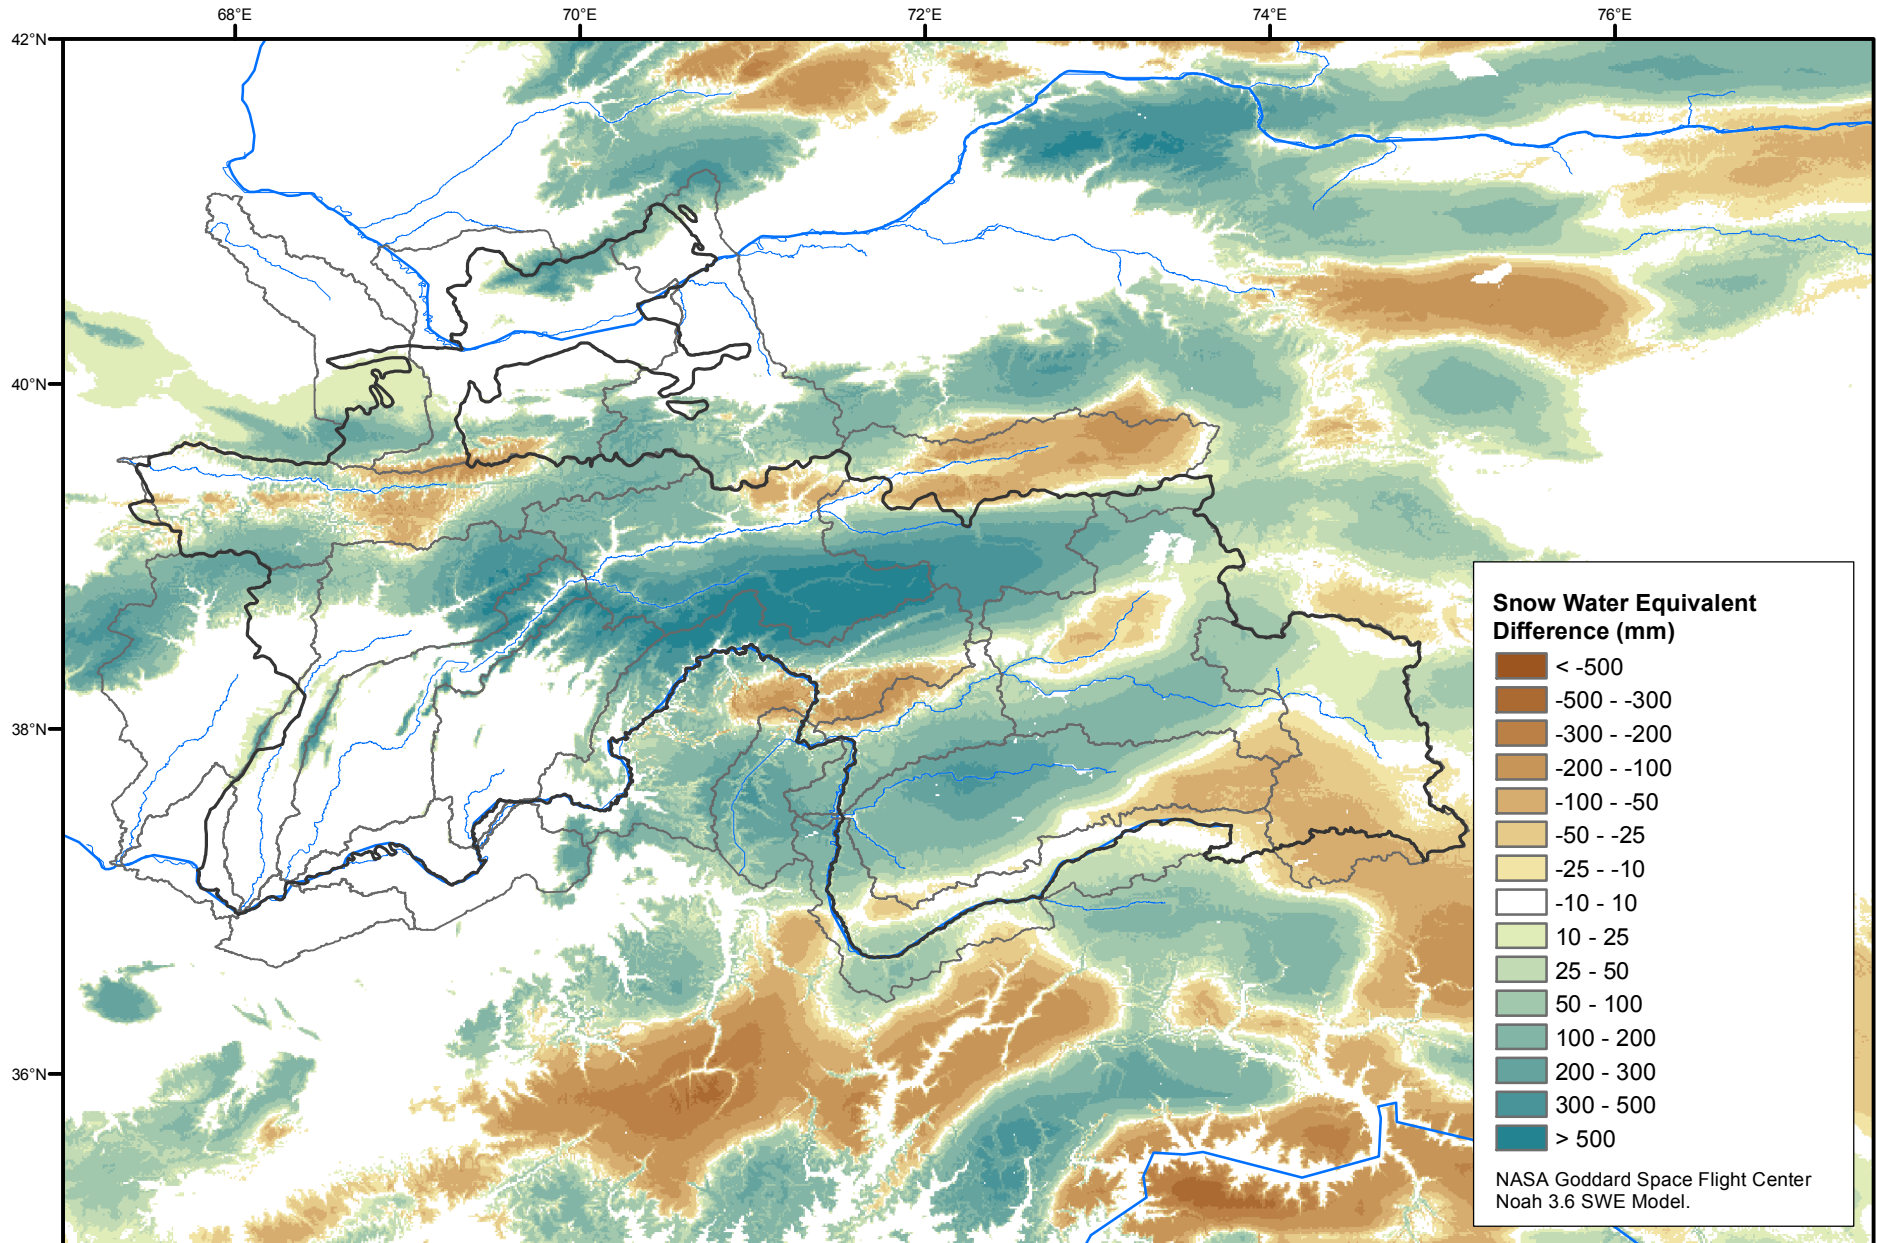 68°E
70°E
72°E
74°E
76°E
42°N
40°N
38°N
36°N
Snow Water Equivalent
Difference (mm)
< -500
-500 - -300
-300 - -200
-200 - -100
-100 - -50
-50 - -25
-25 - -10
-10 - 10
10 - 25
25 - 50
50 - 100
100 - 200
200 - 300
300 - 500
> 500
NASA Goddard Space Flight Center
Noah 3.6 SWE Model.